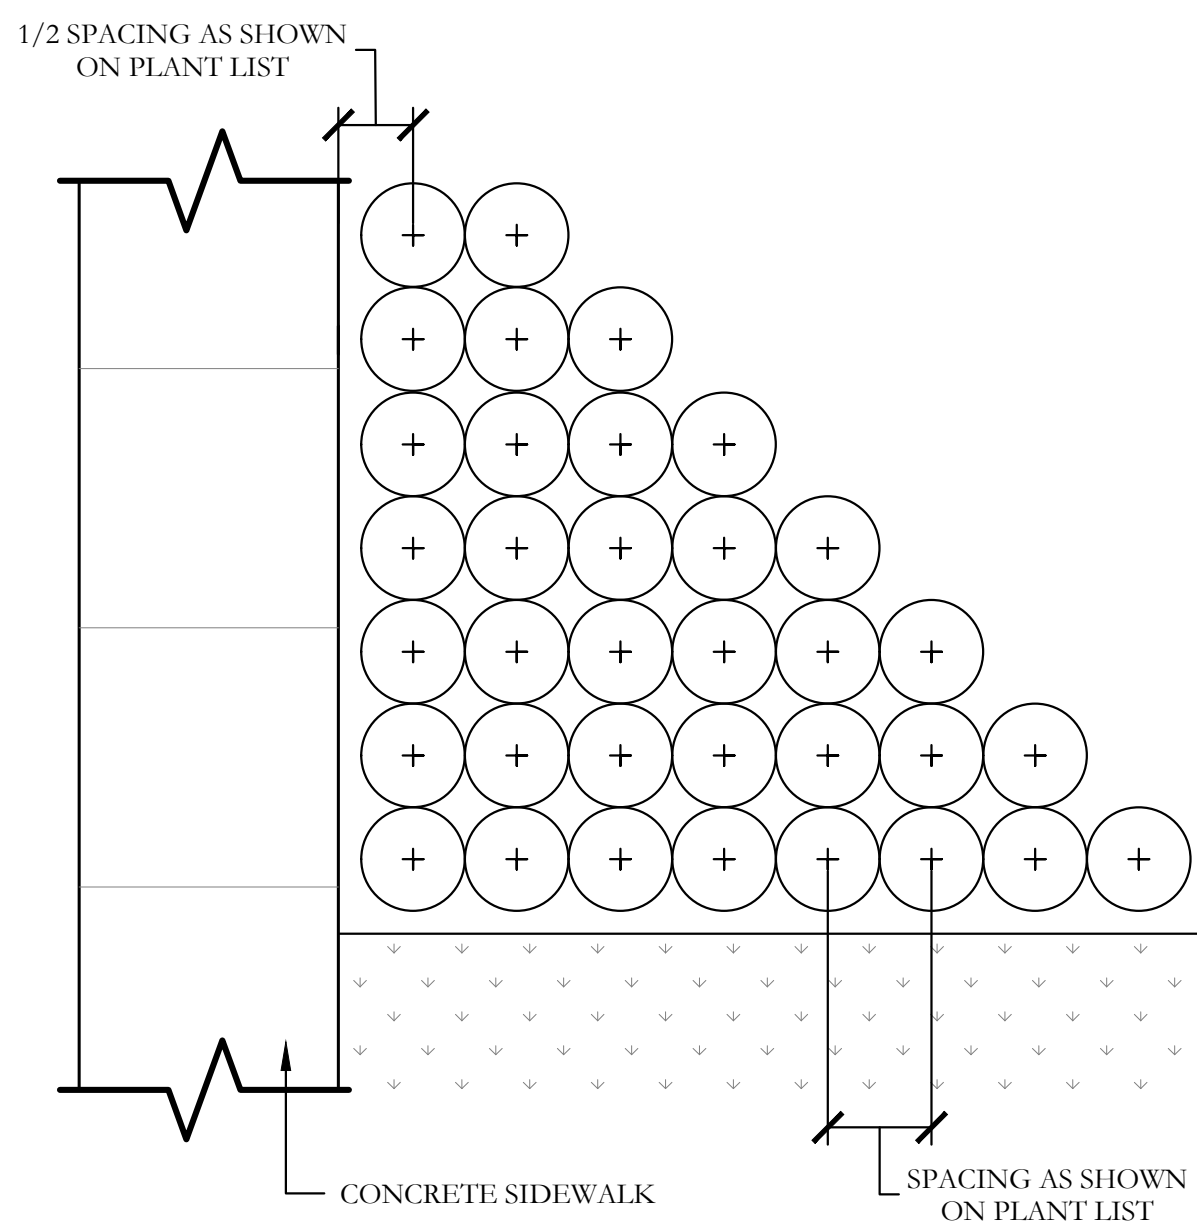 1/2 SPACING AS SHOWN
ON PLANT LIST
CONCRETE SIDEWALK
SPACING AS SHOWN
ON PLANT LIST